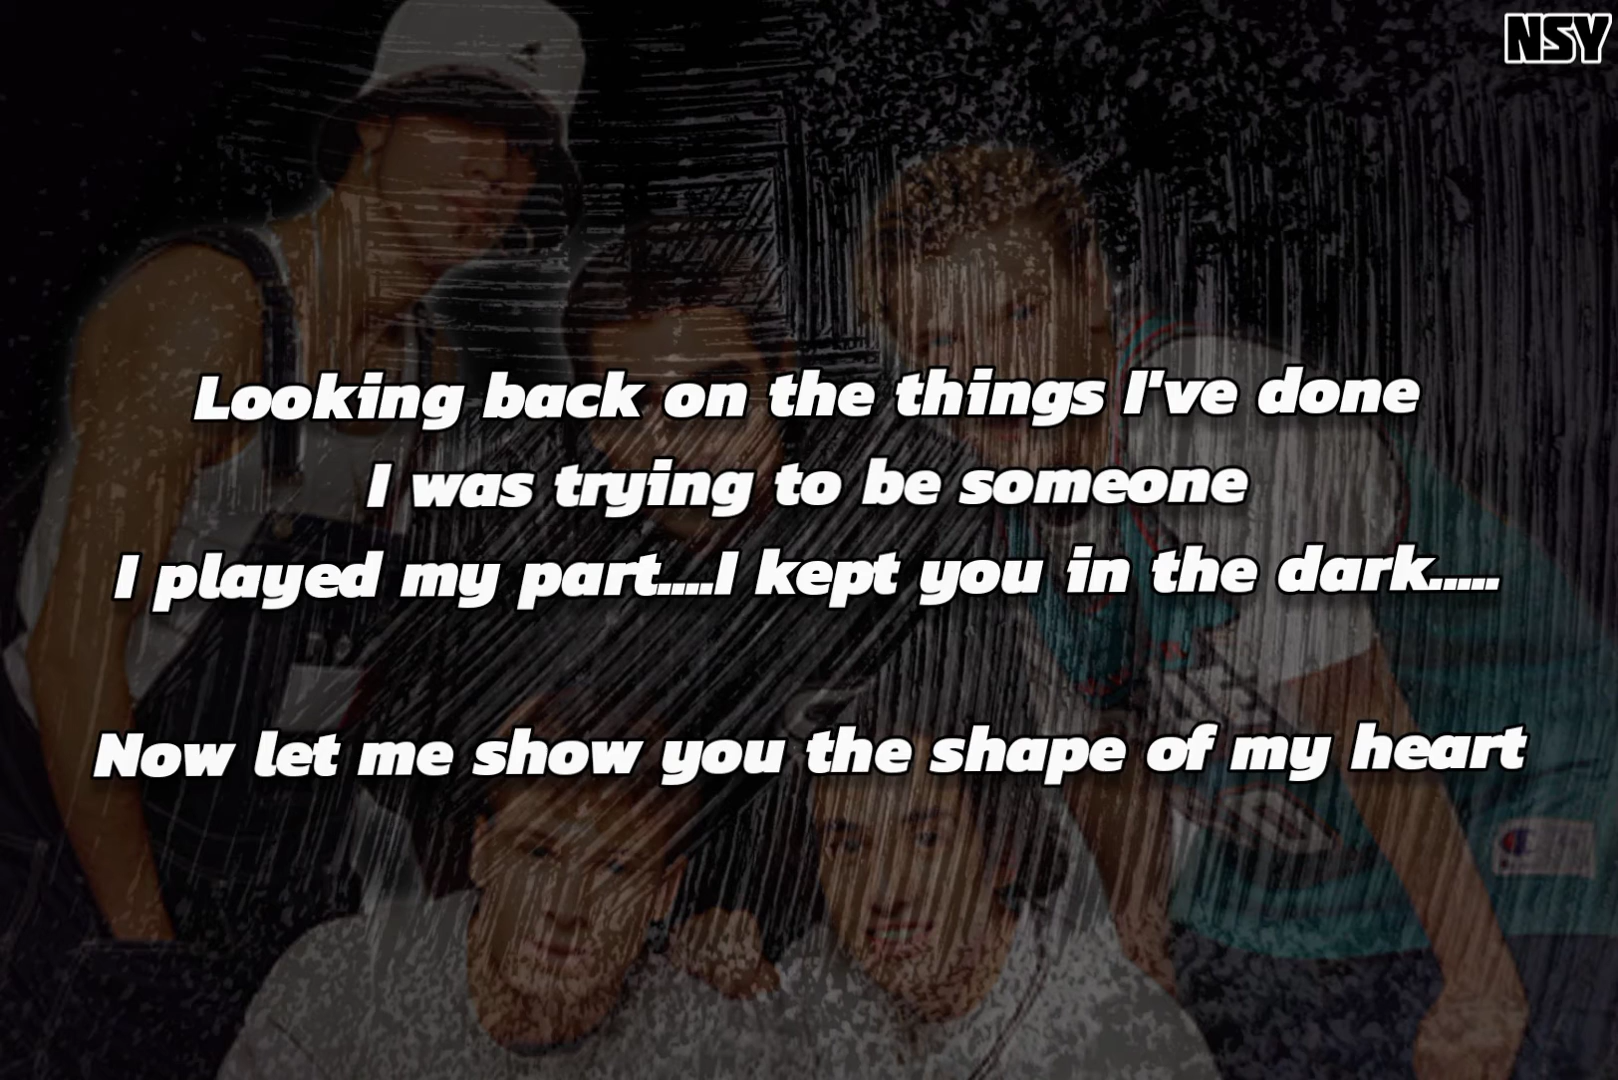 NSY
Looking back on the things I've done
I was trying to be someone
I played my part....I kept you in the dark.....
Now let me show you the shape of my heart